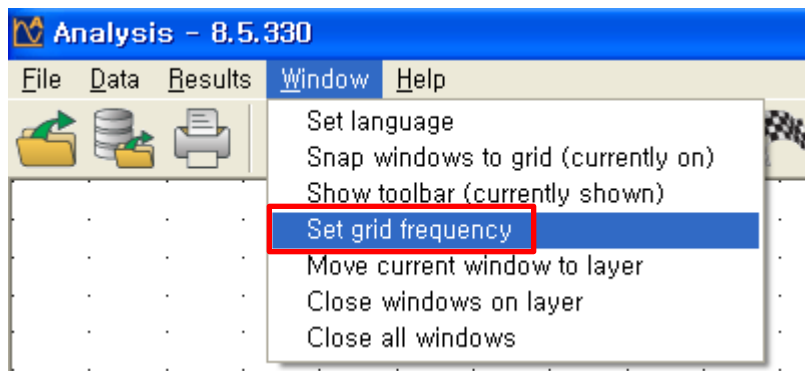 Analysis - 8.5.330
File Data Results Window Help
Set language
Snap windows to grid (currently on)
Show toolbar (currently shown)
Set grid frequency
Move current window to layer
Close windows on layer
Close all windows